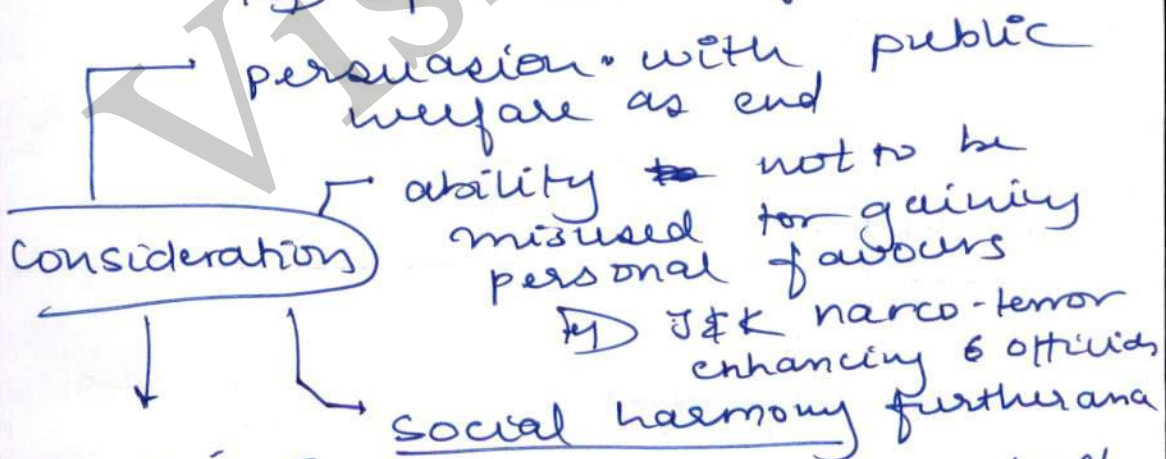 persuasion with public
welfare as end
ability not to be
misused for gaining
personal favours
Consideration
J&K narco-terror
enhancing 6 officials
social harmony furtherance